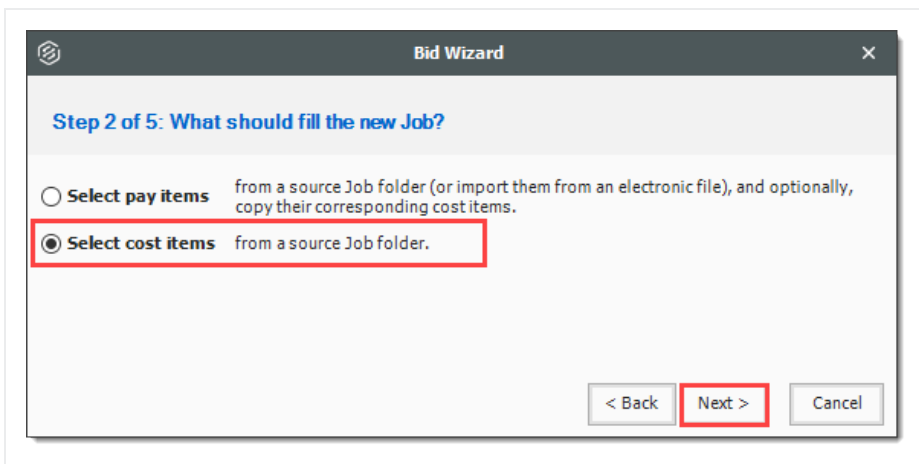 Bid Wizard
Step 2 of 5: What should fill the new Job?
Select pay items from a source Job folder (or import them from an electronic file), and optionally,
copy their corresponding cost items.
Select cost items from a source Job folder.
< Back Next > Cancel